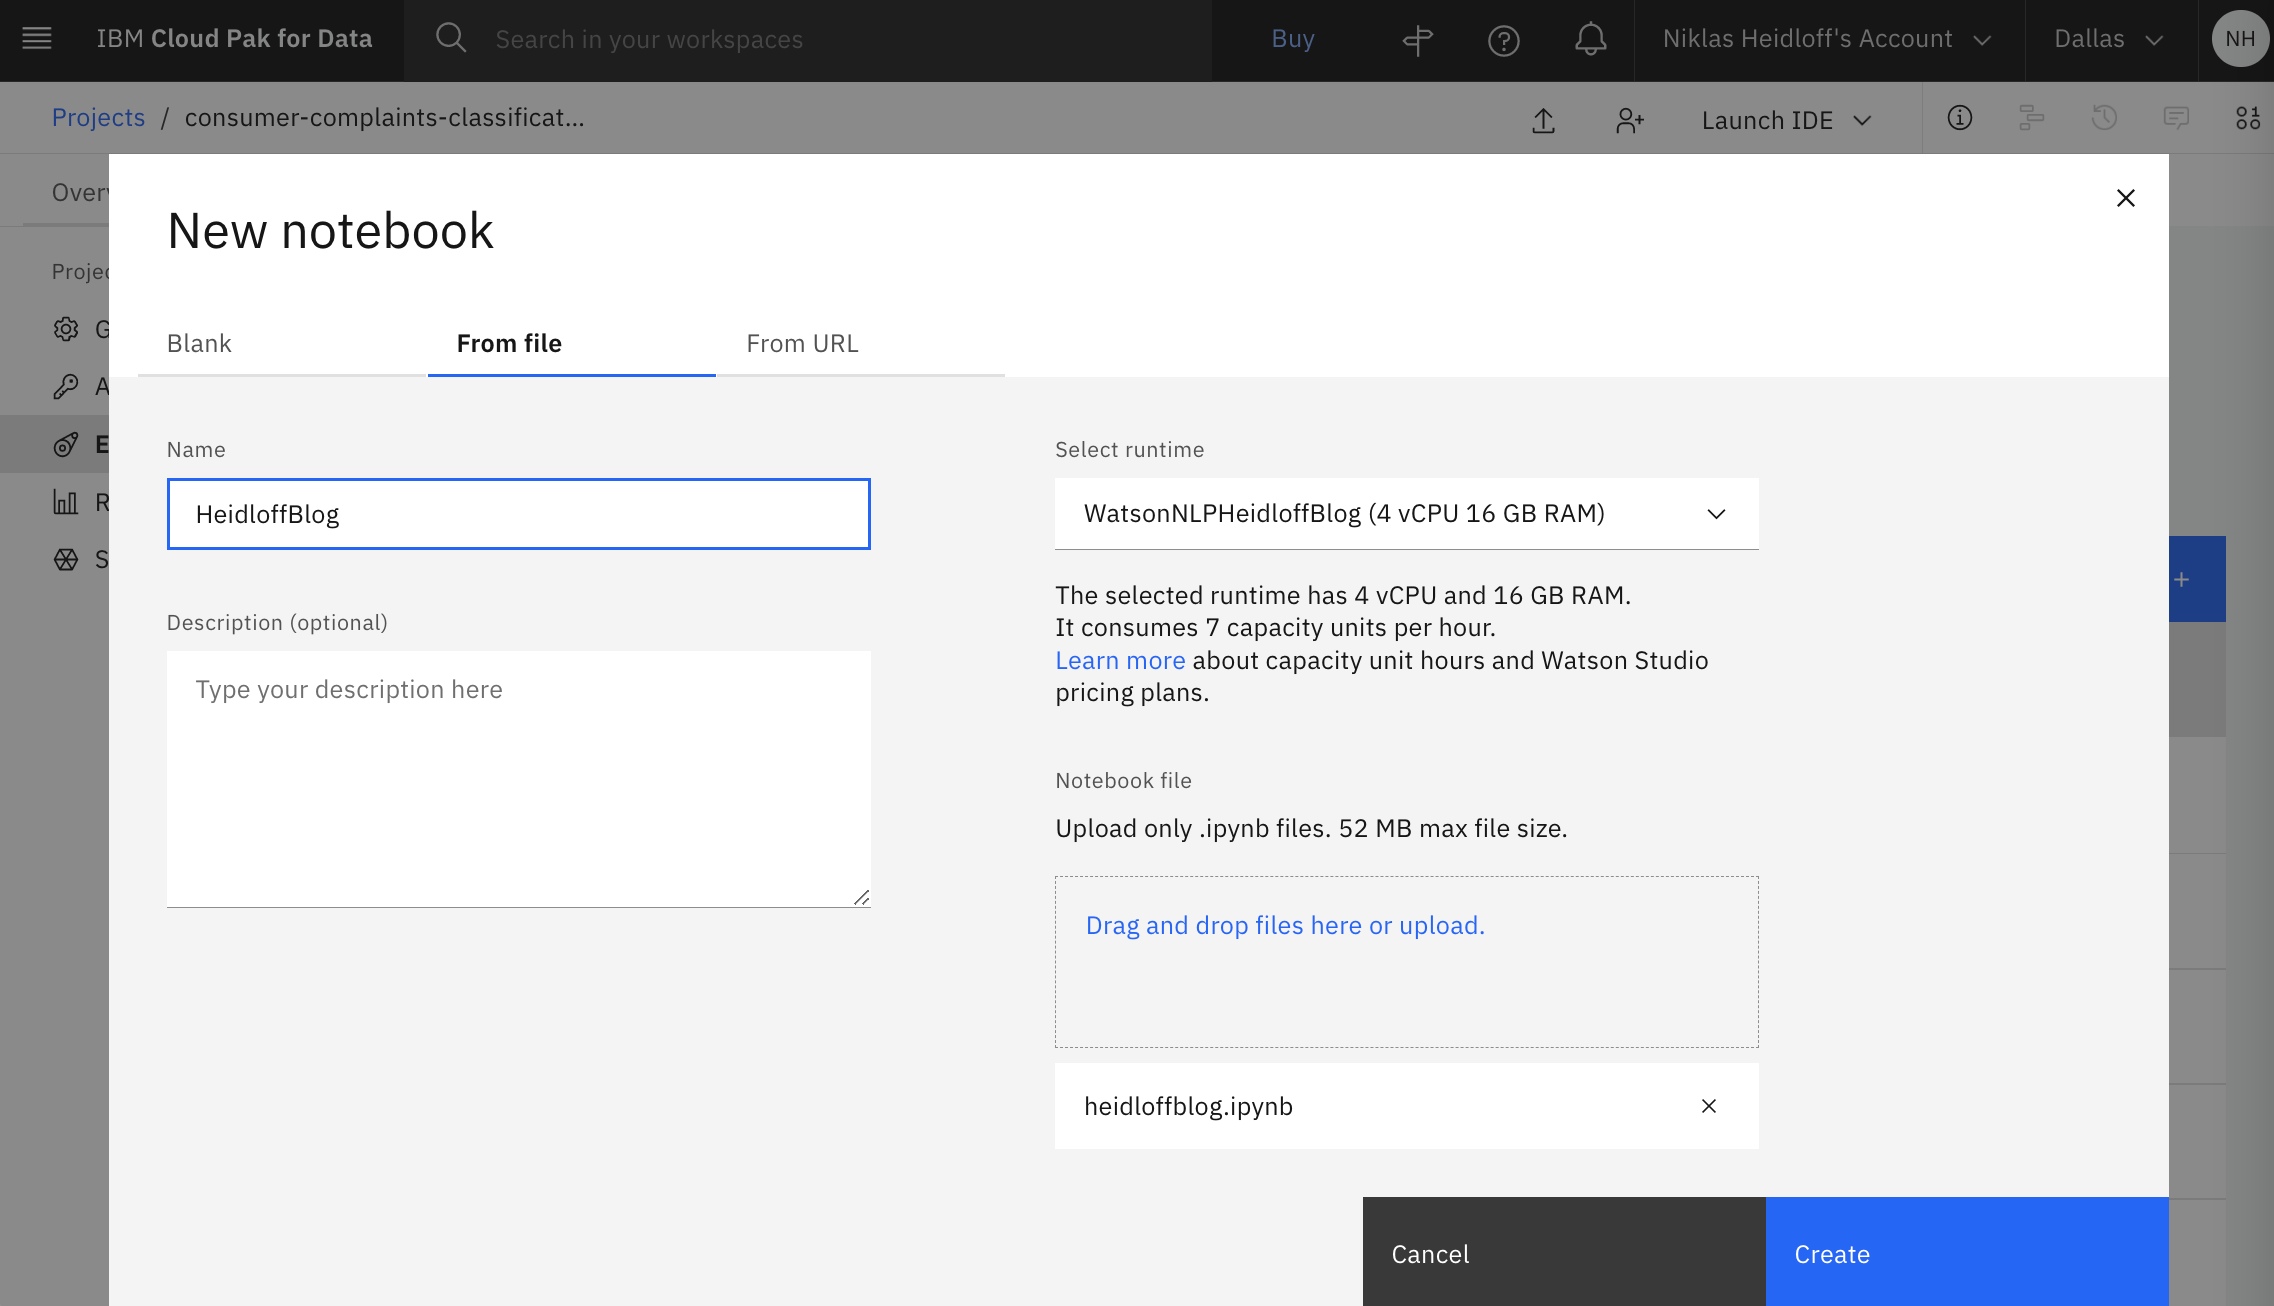 IBM Cloud Pak for Data
Search in your workspaces
Buy
Niklas Heidloff's Account
Dallas
NH
Projects / consumer-complaints-classificat...
Launch IDE
New notebook
Blank
From file
From URL
Name
HeidloffBlog
Description (optional)
Type your description here
Select runtime
WatsonNLPHeidloffBlog (4 vCPU 16 GB RAM)
The selected runtime has 4 vCPU and 16 GB RAM.
It consumes 7 capacity units per hour.
Learn more about capacity unit hours and Watson Studio
pricing plans.
Notebook file
Upload only .ipynb files. 52 MB max file size.
Drag and drop files here or upload.
heidloffblog.ipynb
Cancel
Create